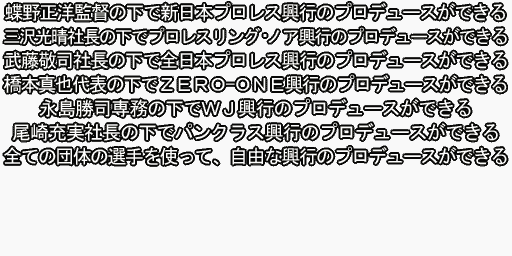 蝶野正洋監督の下で新日本プロレス興行のプロデュースができる
三沢光晴社長の下でプロレスリング・ノア興行のプロデュースができる
武藤敬司社長の下で全日本プロレス興行のプロデュースができる
橋本真也代表の下でZERO-ONE興行のプロデュースができる
永島勝司専務の下でWJ興行のプロデュースができる
尾崎充実社長の下でパンクラス興行のプロデュースができる
全ての団体の選手を使って、自由な興行のプロデュースができる